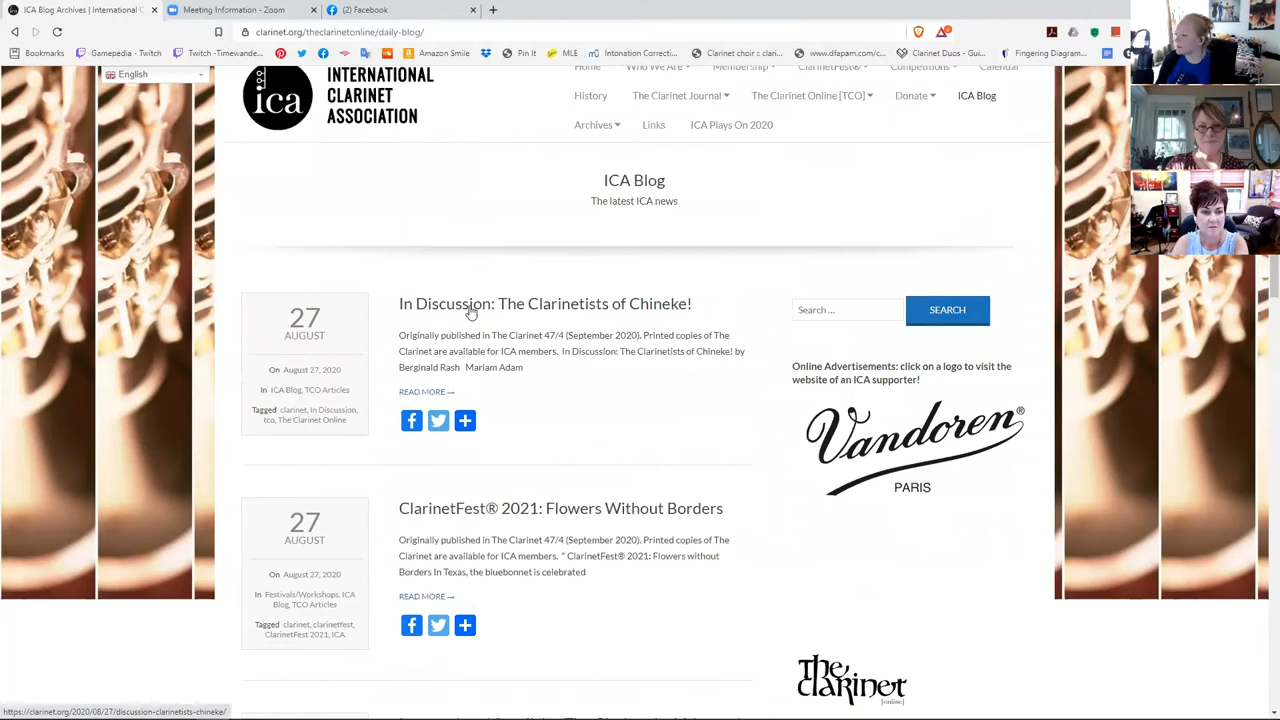 ICA Blog Archives | International C
Meeting Information - Zoom
(2) Facebook
clarinet.org/theclarinetonline/daily-blog/
Bookmarks
Gamepedia - Twitch
Twitch -Timewande...
Pin It
MLE
Intonation Correcti...
Amazon Smile
Clarinet choir :: clari...
www.dfapam.com/c...
Clarinet Duos - Gui...
Fingering Diagram...
English
INTERNATIONAL
CLARINET
ASSOCIATION
ica
Home
Who We Are
Membership
ClarinetFest®
Competitions
Calendar
History
The Clarinet Journal
The Clarinet Online [TCO]
Donate
ICA Blog
Archives
Links
ICA Plays On 2020
ICA Blog
The latest ICA news
27
AUGUST
On August 27, 2020
In ICA Blog, TCO Articles
Tagged clarinet, In Discussion,
tco, The Clarinet Online
In Discussion: The Clarinetists of Chineke!
Originally published in The Clarinet 47/4 (September 2020). Printed copies of The
Clarinet are available for ICA members. In Discussion: The Clarinetists of Chineke! by
Berginald Rash Mariam Adam
READ MORE →
SEARCH
Search ...
Online Advertisements: click on a logo to visit the
website of an ICA supporter!
Vandoren®
PARIS
27
AUGUST
On August 27, 2020
In Festivals/Workshops, ICA
Blog, TCO Articles
Tagged clarinet, clarinetfest,
ClarinetFest 2021, ICA
ClarinetFest® 2021: Flowers Without Borders
Originally published in The Clarinet 47/4 (September 2020). Printed copies of The
Clarinet are available for ICA members. " ClarinetFest® 2021: Flowers without
Borders In Texas, the bluebonnet is celebrated
READ MORE →
the clarinet
[online]
https://clarinet.org/2020/08/27/discussion-clarinetists-chineke/